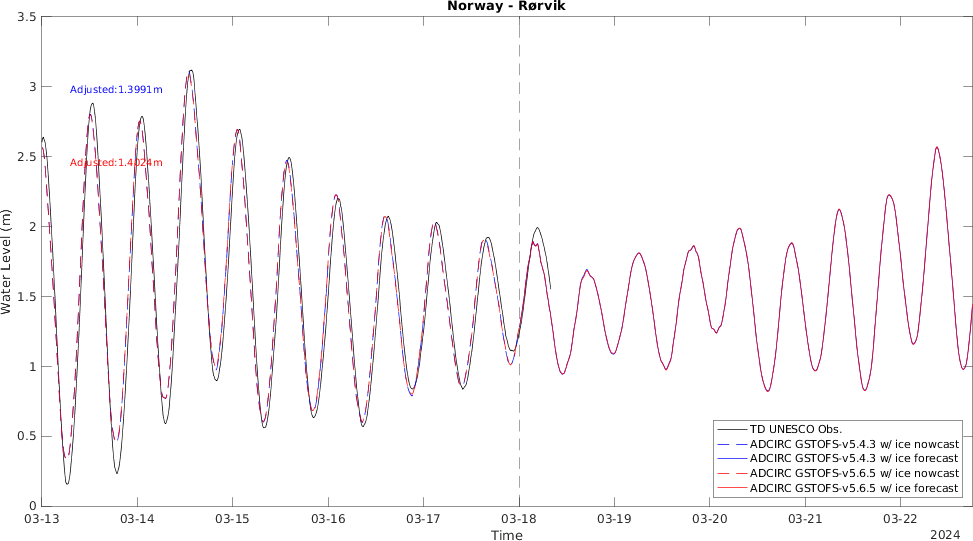 Norway - Rørvik
3.5
3
2.5
2
1.5
1
0.5
0
Water Level (m)
Adjusted:1.3991m
Adjusted:1.4024m
TD UNESCO Obs.
ADCIRC GSTOFS-v5.4.3 w/ ice nowcast
ADCIRC GSTOFS-v5.4.3 w/ ice forecast
ADCIRC GSTOFS-v5.6.5 w/ ice nowcast
ADCIRC GSTOFS-v5.6.5 w/ ice forecast
03-13 03-14 03-15 03-16 03-17 03-18 03-19 03-20 03-21 03-22
Time
2024